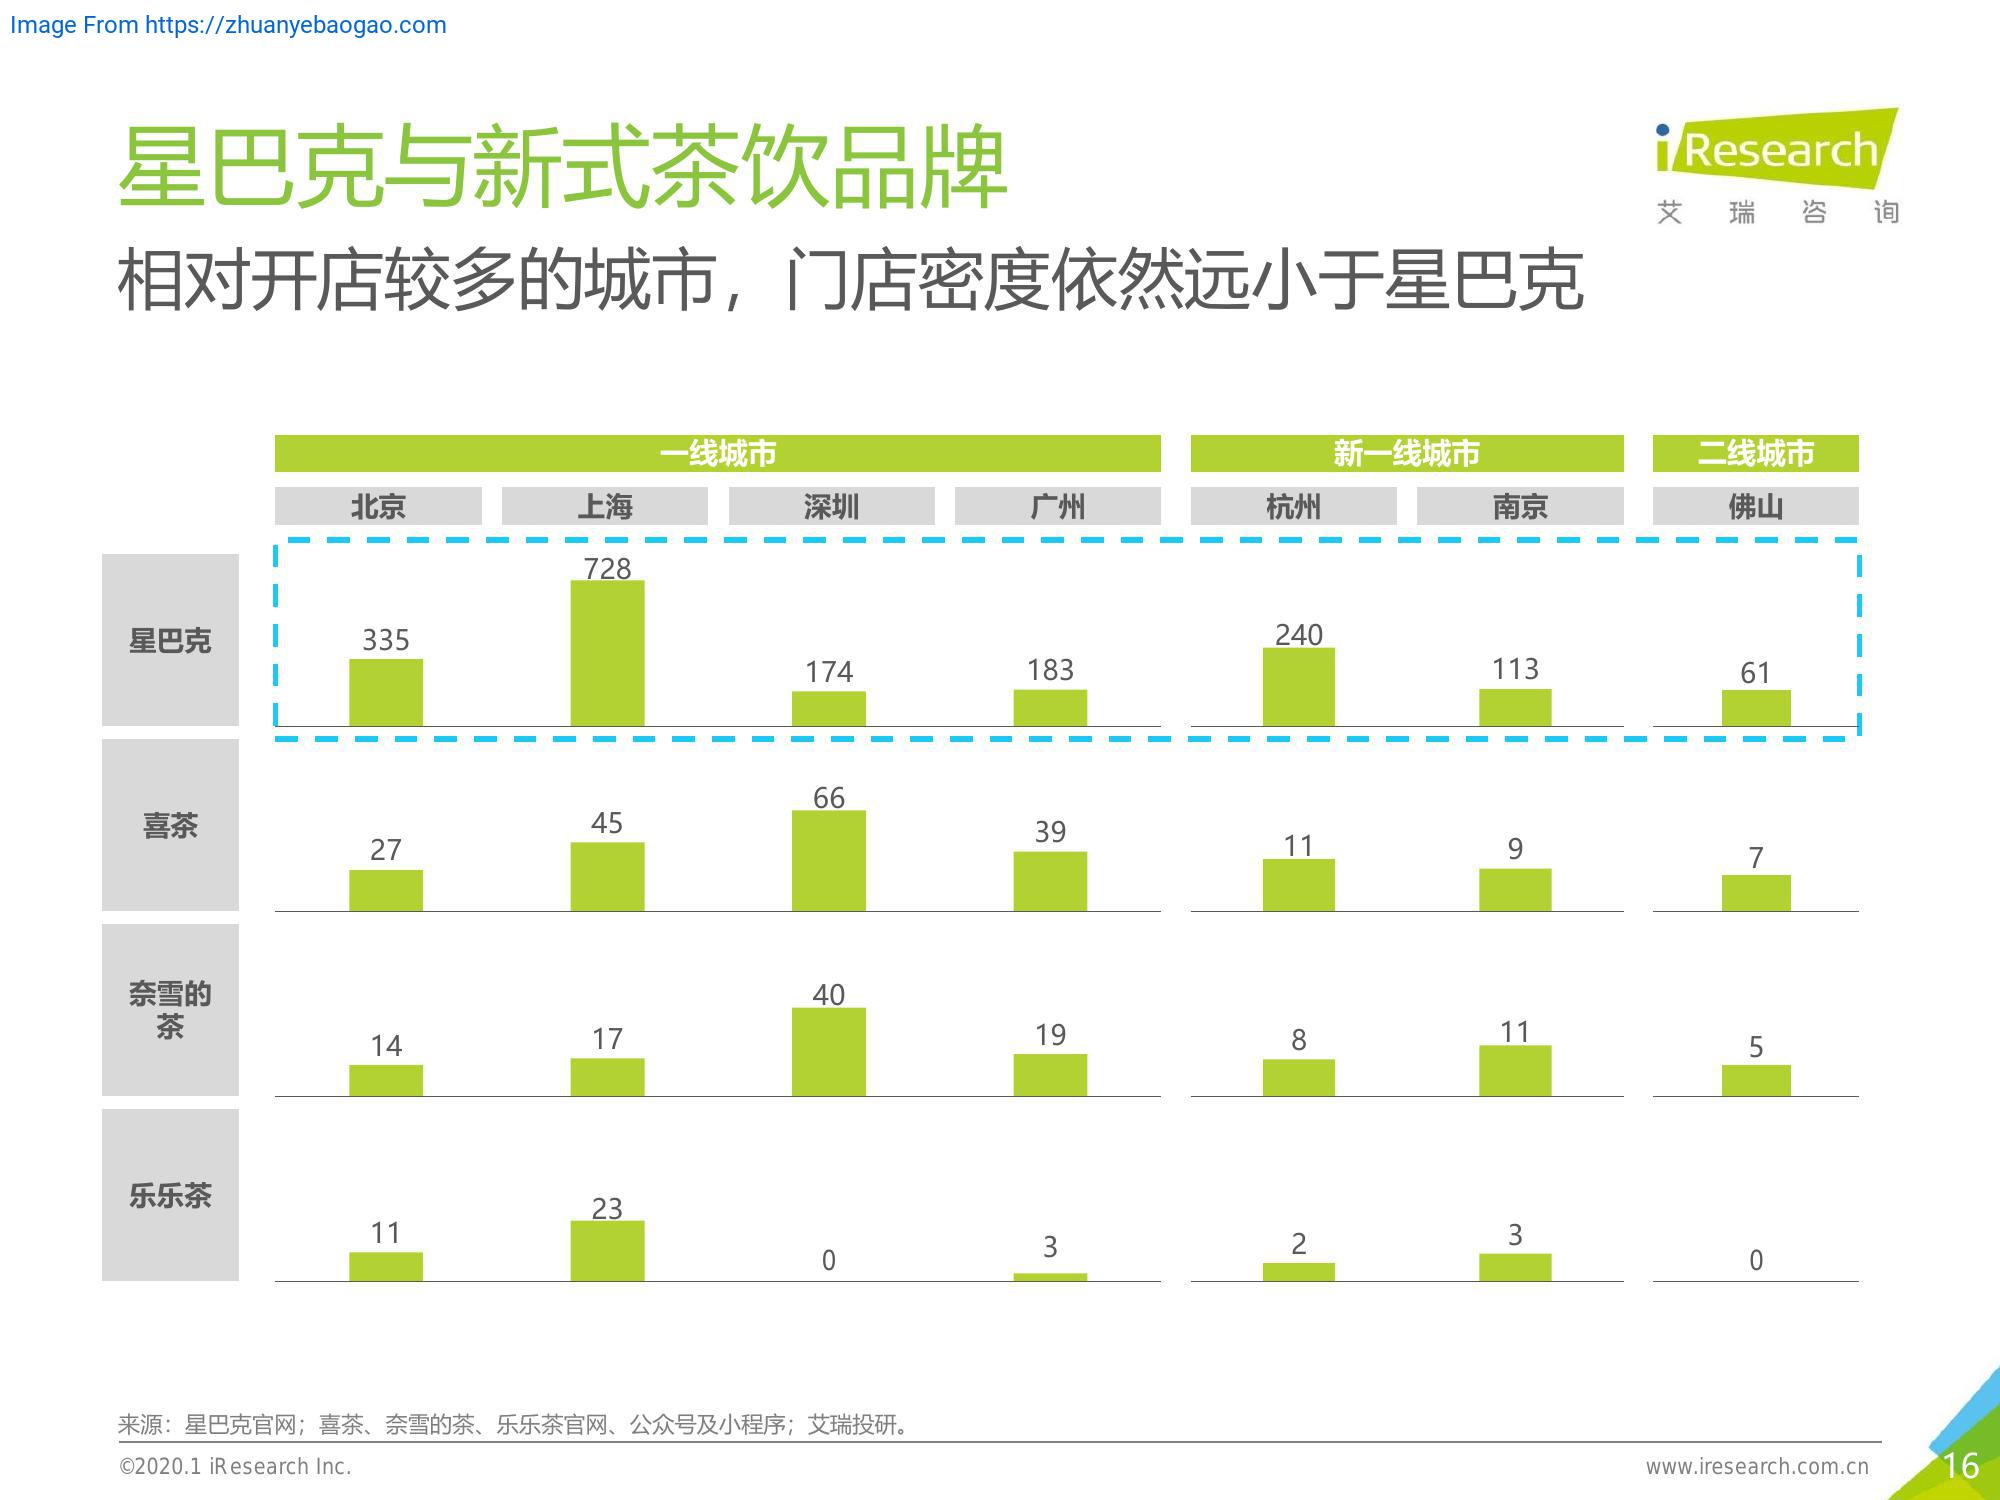 Image From https://zhuanyebaogao.com
星巴克与新式茶饮品牌
iResearch
艾瑞咨询
相对开店较多的城市，门店密度依然远小于星巴克
一线城市 新一线城市 二线城市
北京 上海 深圳 广州 杭州 南京 佛山
星巴克 335 728 174 183 240 113 61
喜茶 27 45 66 39 11 9 7
奈雪的
茶 14 17 40 19 8 11 5
乐乐茶 11 23 0 3 2 3 0
来源：星巴克官网；喜茶、奈雪的茶、乐乐茶官网、公众号及小程序；艾瑞投研。
©2020.1 iResearch Inc. www.iresearch.com.cn 16